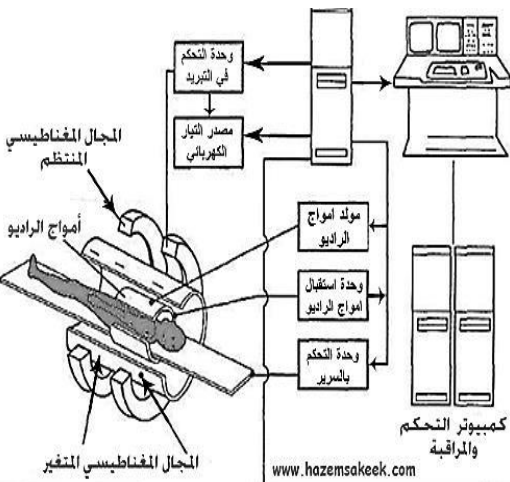 وحدة التحكم
في التبريد
مصدر التيار
الكهربائي
المجال المغناطيسي
المنتظم
أمواج الراديو
مولد امواج
الراديو
وحدة استقبال
امواج الراديو
وحدة التحكم
بالسرير
كمبيوتر التحكم
والمراقبة
المجال المغناطيسي المتغير
www.hazemsakeek.com